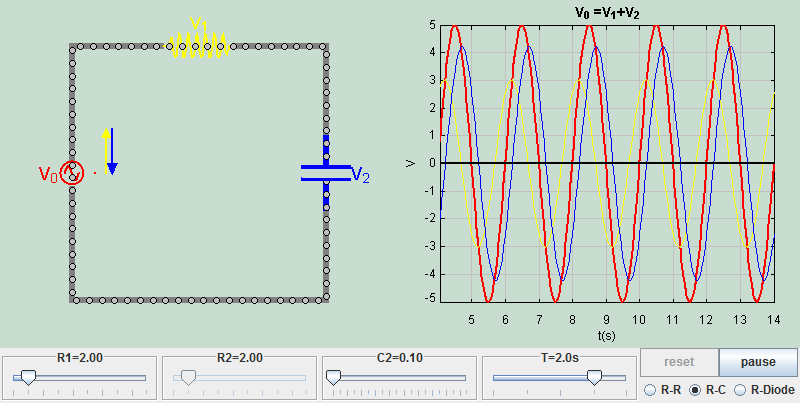 V₁
V₀
V₂
V₀ =V₁+V₂
5
4
3
2
1
0
-1
-2
-3
-4
-5
V
5 6 7 8 9 10 11 12 13 14
t(s)
R1=2.00
R2=2.00
C2=0.10
T=2.0s
reset
pause
R-R
R-C
R-Diode